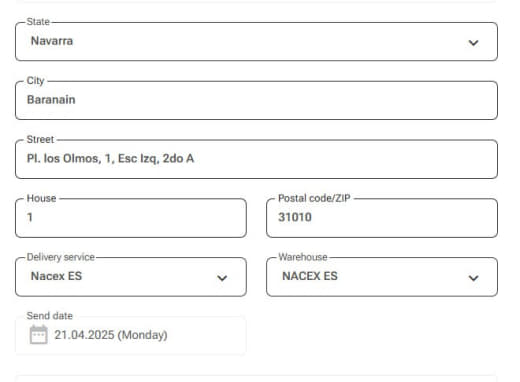 State
Navarra
City
Baranain
Street
Pl. los Olmos, 1, Esc Izq, 2do A
House
1
Postal code/ZIP
31010
Delivery service
Nacex ES
Warehouse
NACEX ES
Send date
21.04.2025 (Monday)